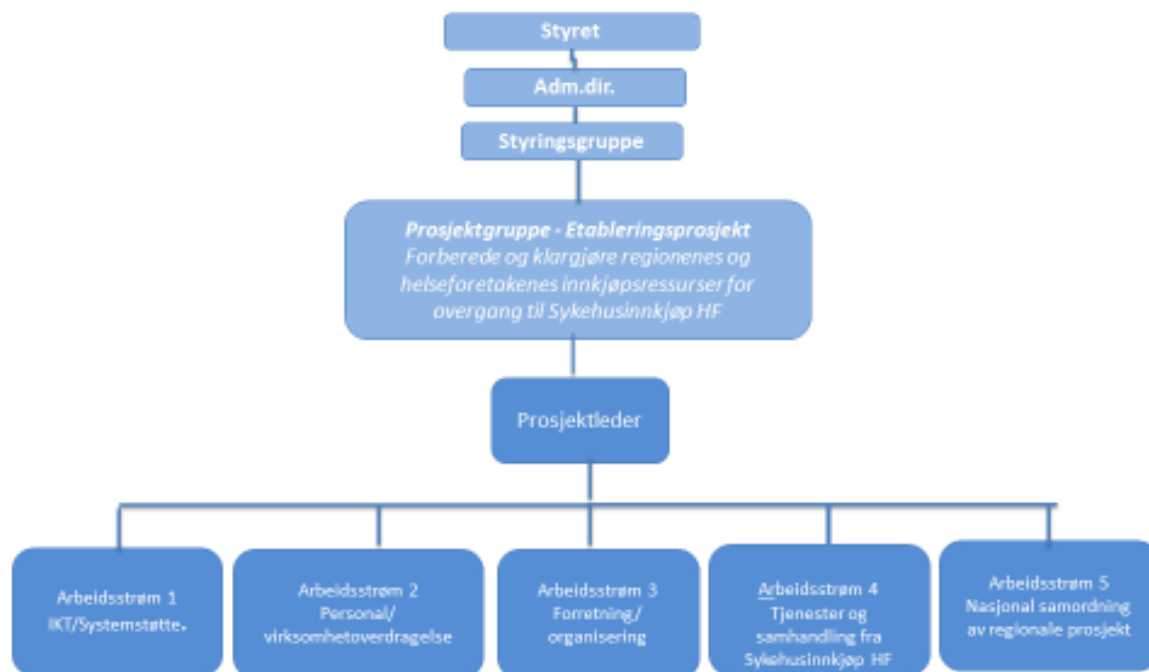 Styret
Adm.dir.
Styringsgruppe
Prosjektgruppe - Etableringsprosjekt
Forberede og klargjøre regionenes og
helseforetakenes innkjøpsressurser for
overgang til Sykehusinnkjøp HF
Prosjektleder
Arbeidsstrøm 1
IKT/Systemstøtte.
Arbeidsstrøm 2
Personal/
virksomhetoverdragelse
Arbeidsstrøm 3
Forretning/
organisering
Arbeidsstrøm 4
Tjenester og
samhandling fra
Sykehusinnkjøp HF
Arbeidsstrøm 5
Nasjonal samordning
av regionale prosjekt